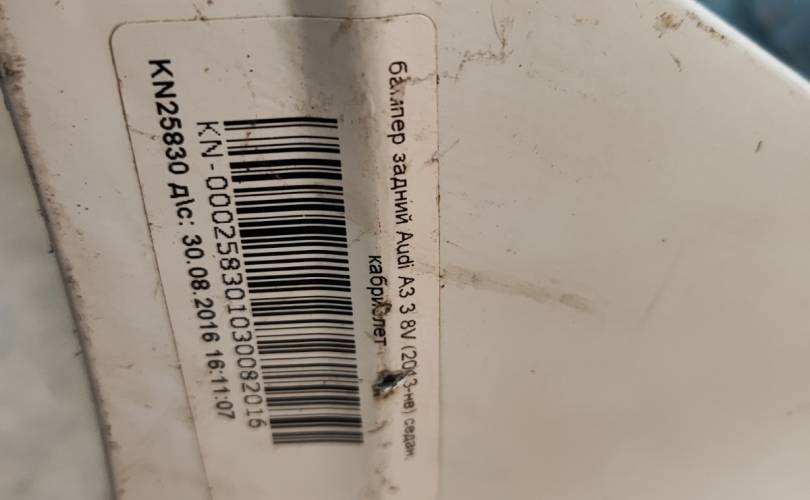 бампер задний Audi A3 3 8V (2013-нв) седан,
кабриолет
KN-000258301030082016
KN25830 д\с: 30.08.2016 16:11:07